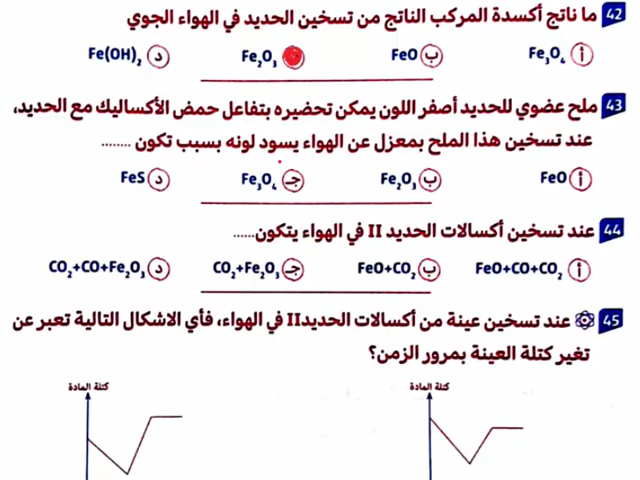 42 ما ناتج أكسدة المركب الناتج من تسخين الحديد في الهواء الجوي
أ Fe₃O₄ ب FeO Fe₂O₃ د Fe(OH)₂
43 ملح عضوي للحديد أصفر اللون يمكن تحضيره بتفاعل حمض الأكساليك مع الحديد،
عند تسخين هذا الملح بمعزل عن الهواء يسود لونه بسبب تكون ........
أ FeO ب Fe₂O₃ جـ Fe₃O₄ د FeS
44 عند تسخين أكسالات الحديد II في الهواء يتكون......
أ FeO+CO+CO₂ ب FeO+CO₂ جـ CO₂+Fe₂O₃ د CO₂+CO+Fe₂O₃
45 عند تسخين عينة من أكسالات الحديدII في الهواء، فأي الاشكال التالية تعبر عن
تغير كتلة العينة بمرور الزمن؟
كتلة المادة كتلة المادة